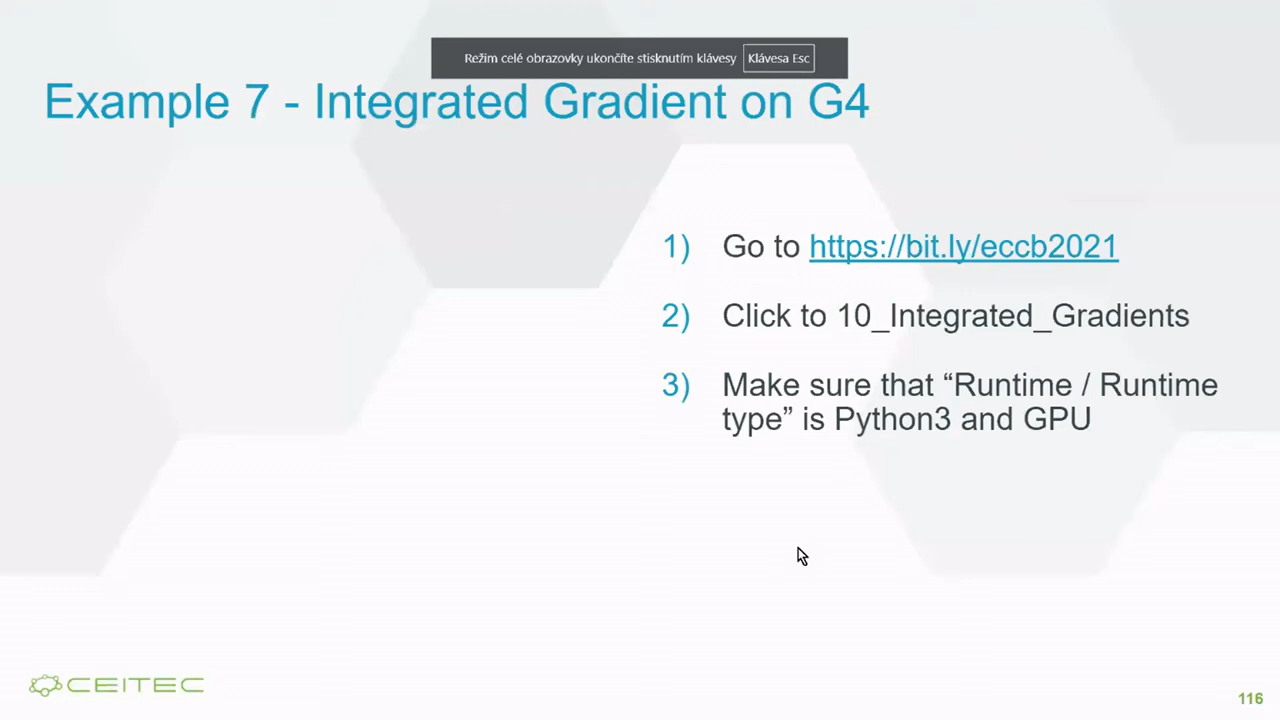 Režim celé obrazovky ukončíte stisknutím klávesy Klávesa Esc
Example 7 - Integrated Gradient on G4
1) Go to https://bit.ly/eccb2021
2) Click to 10_Integrated_Gradients
3) Make sure that “Runtime / Runtime
type” is Python3 and GPU
CEITEC
116